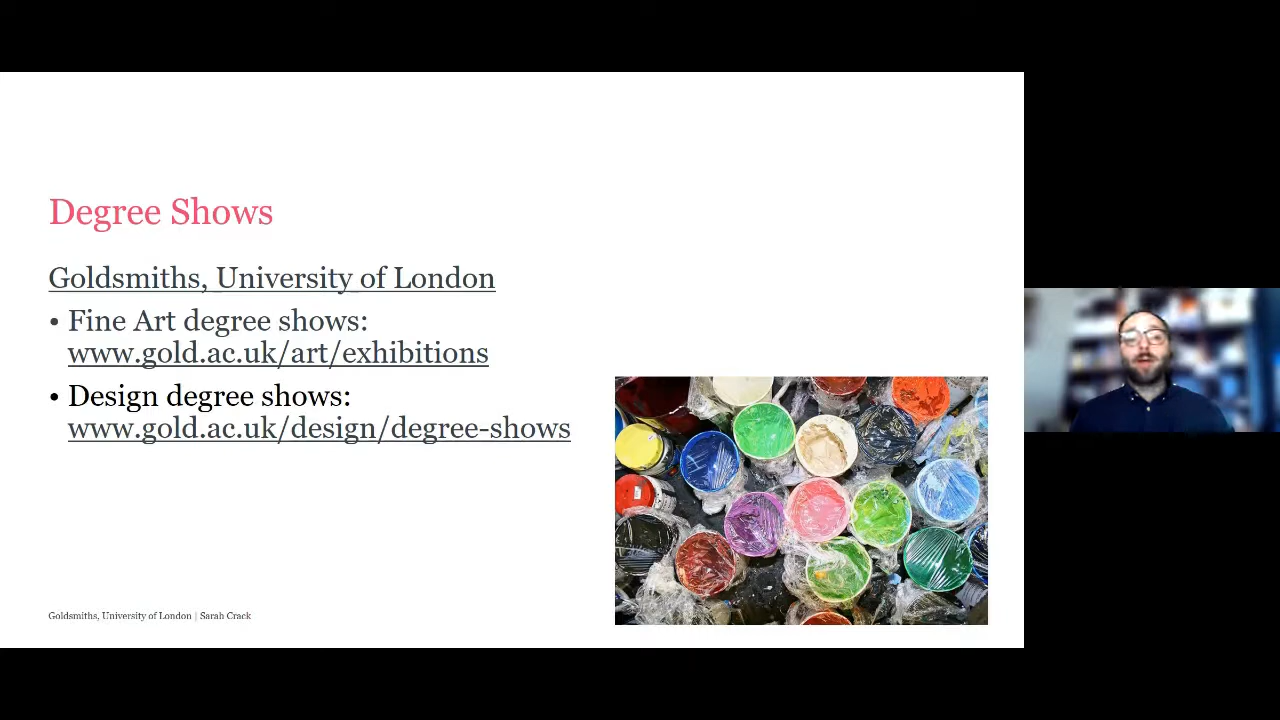 Degree Shows
Goldsmiths, University of London
• Fine Art degree shows:
www.gold.ac.uk/art/exhibitions
• Design degree shows:
www.gold.ac.uk/design/degree-shows
Goldsmiths, University of London | Sarah Crack